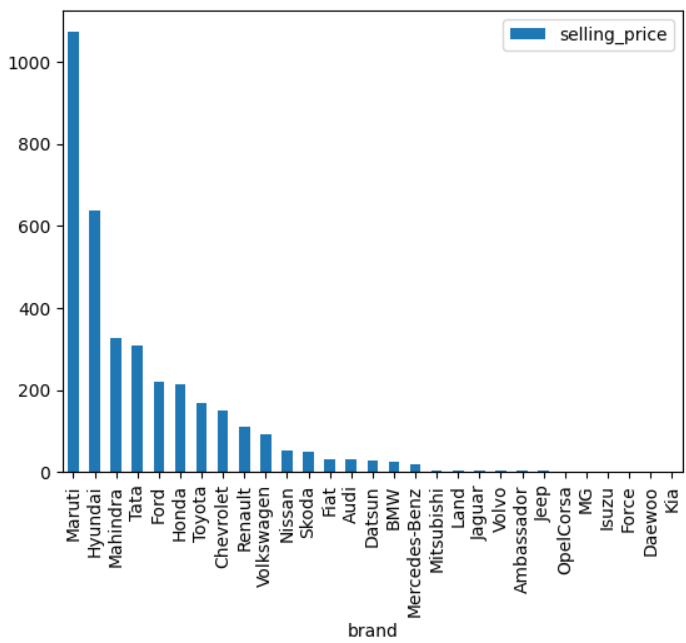 selling_price
1000
800
600
400
200
0
Maruti
Hyundai
Mahindra
Tata
Ford
Honda
Toyota
Chevrolet
Renault
Volkswagen
Nissan
Skoda
Fiat
Audi
Datsun
BMW
Mercedes-Benz
Mitsubishi
Land
Jaguar
Volvo
Ambassador
Jeep
OpelCorsa
MG
Isuzu
Force
Daewoo
Kia
brand